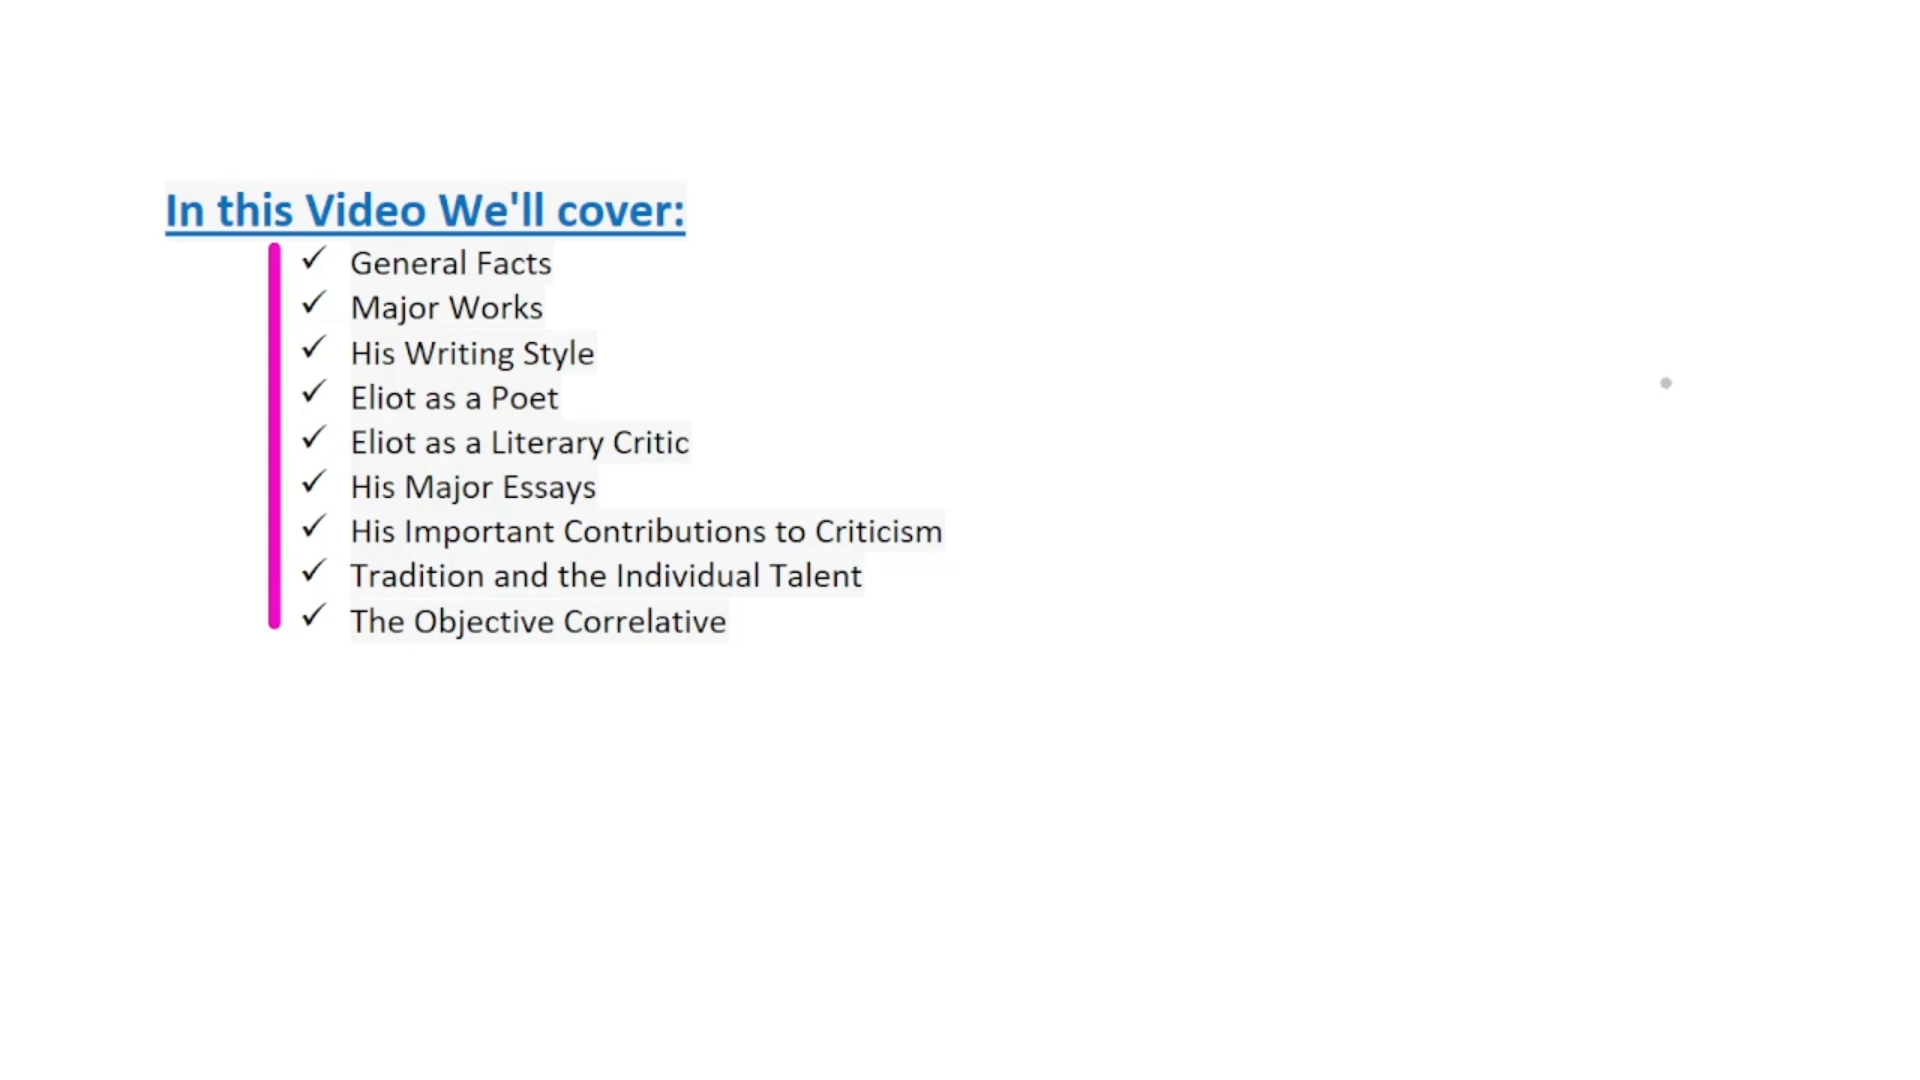 In this Video We'll cover:
✓ General Facts
✓ Major Works
✓ His Writing Style
✓ Eliot as a Poet
✓ Eliot as a Literary Critic
✓ His Major Essays
✓ His Important Contributions to Criticism
✓ Tradition and the Individual Talent
✓ The Objective Correlative